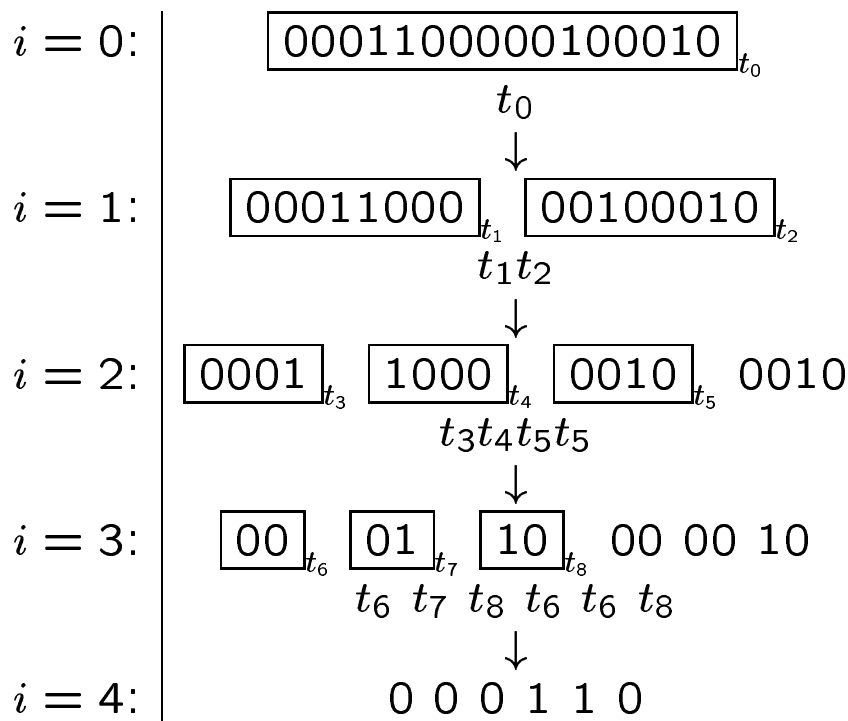 i = 0: 0001100000100010 t₀
t₀
↓
i = 1: 00011000 t₁ 00100010 t₂
t₁t₂
↓
i = 2: 0001 t₃ 1000 t₄ 0010 t₅ 0010
t₃t₄t₅t₅
↓
i = 3: 00 t₆ 01 t₇ 10 t₈ 00 00 10
t₆ t₇ t₈ t₆ t₆ t₈
↓
i = 4: 0 0 0 1 1 0